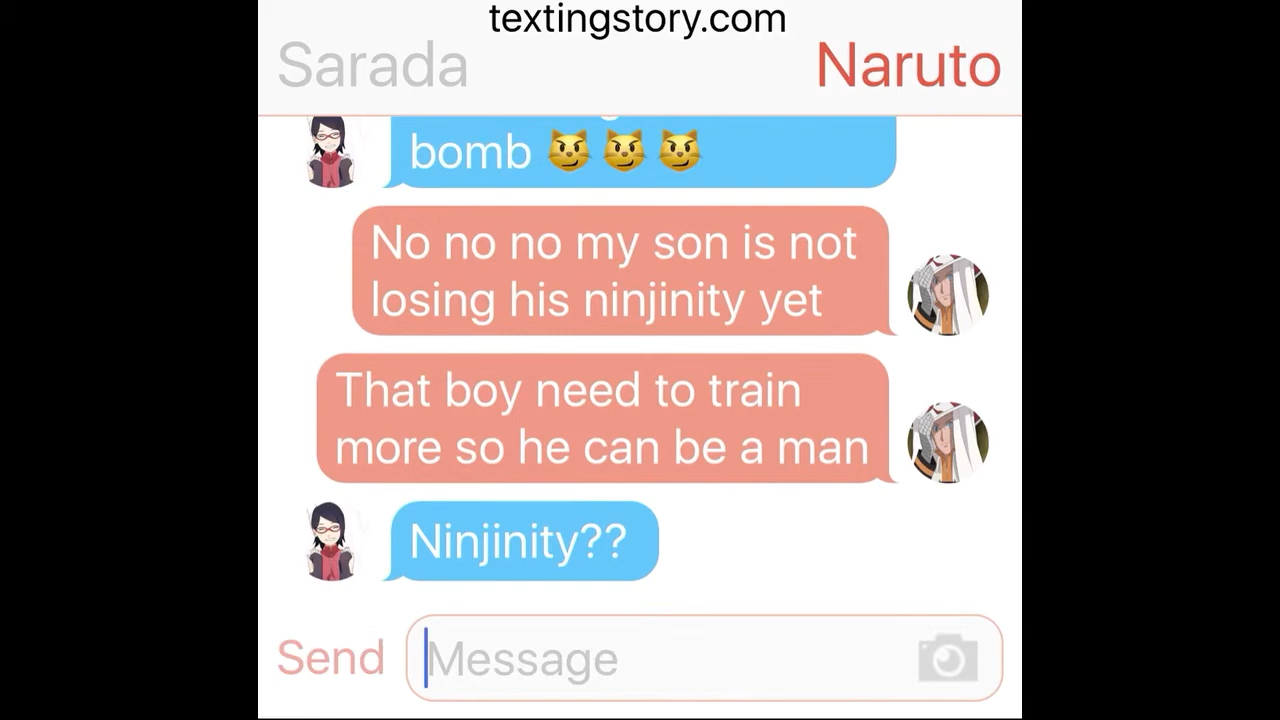 textingstory.com
Sarada
Naruto
bomb 😼 😼 😼
No no no my son is not
losing his ninjinity yet
That boy need to train
more so he can be a man
Ninjinity??
Send
Message